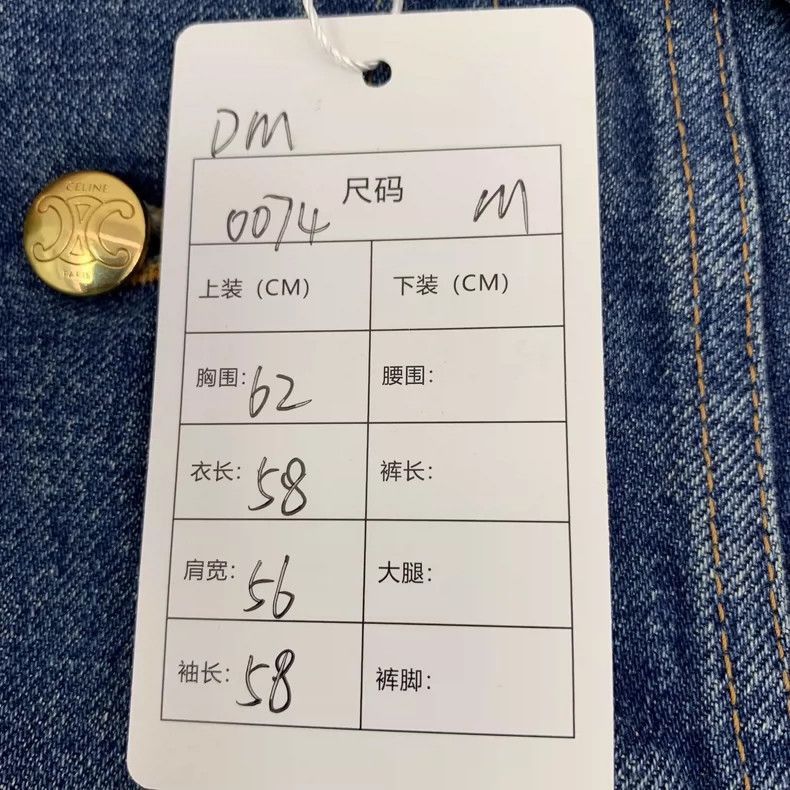 DM
尺码
0074 M
上装（CM） 下装（CM）
胸围：62 腰围：
衣长：58 裤长：
肩宽：56 大腿：
袖长：58 裤脚：
CELINE
PARIS